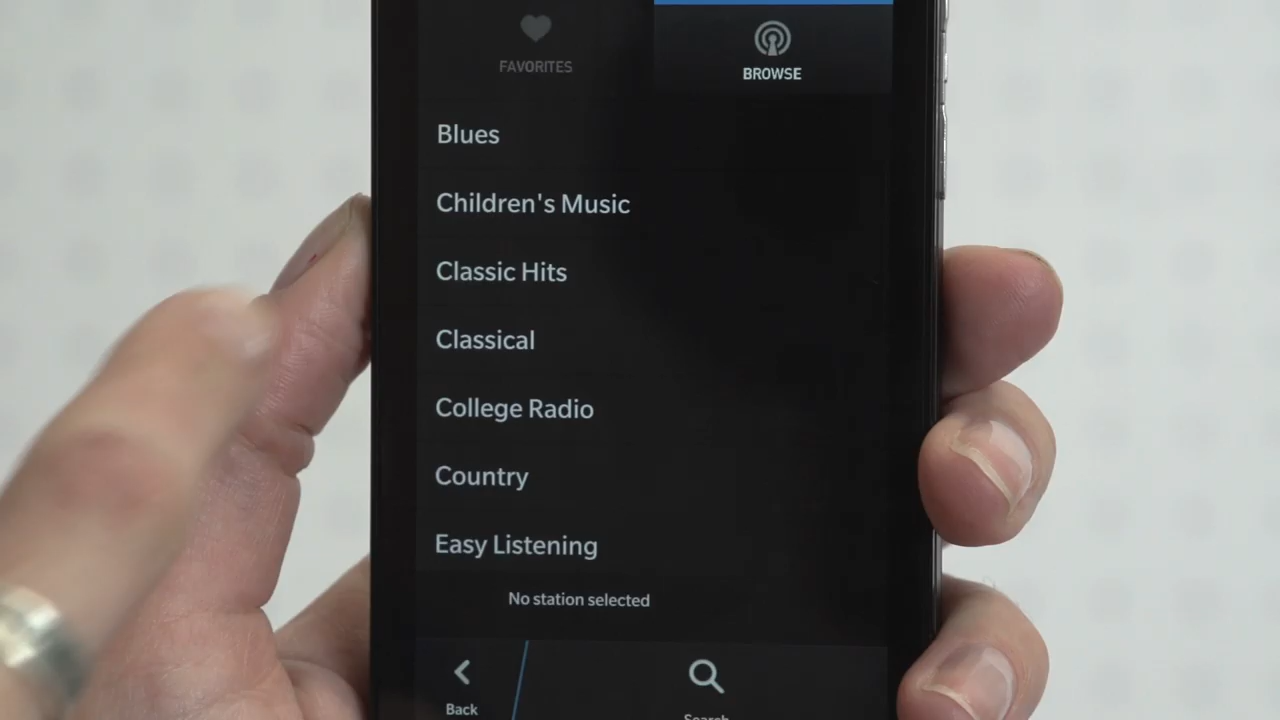 FAVORITES
BROWSE
Blues
Children's Music
Classic Hits
Classical
College Radio
Country
Easy Listening
No station selected
Back
Search